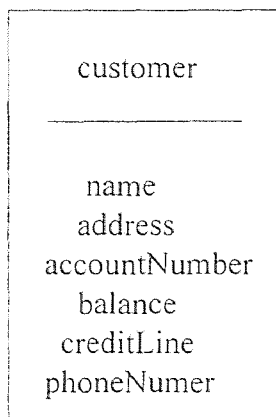 customer
name
address
accountNumber
balance
creditLine
phoneNumer